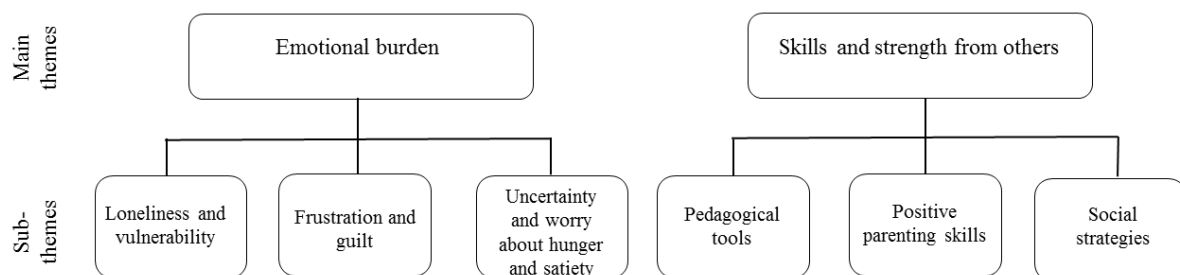 Main
themes
Emotional burden
Skills and strength from others
Sub-
themes
Loneliness and
vulnerability
Frustration and
guilt
Uncertainty
and worry
about hunger
and satiety
Pedagogical
tools
Positive
parenting skills
Social
strategies